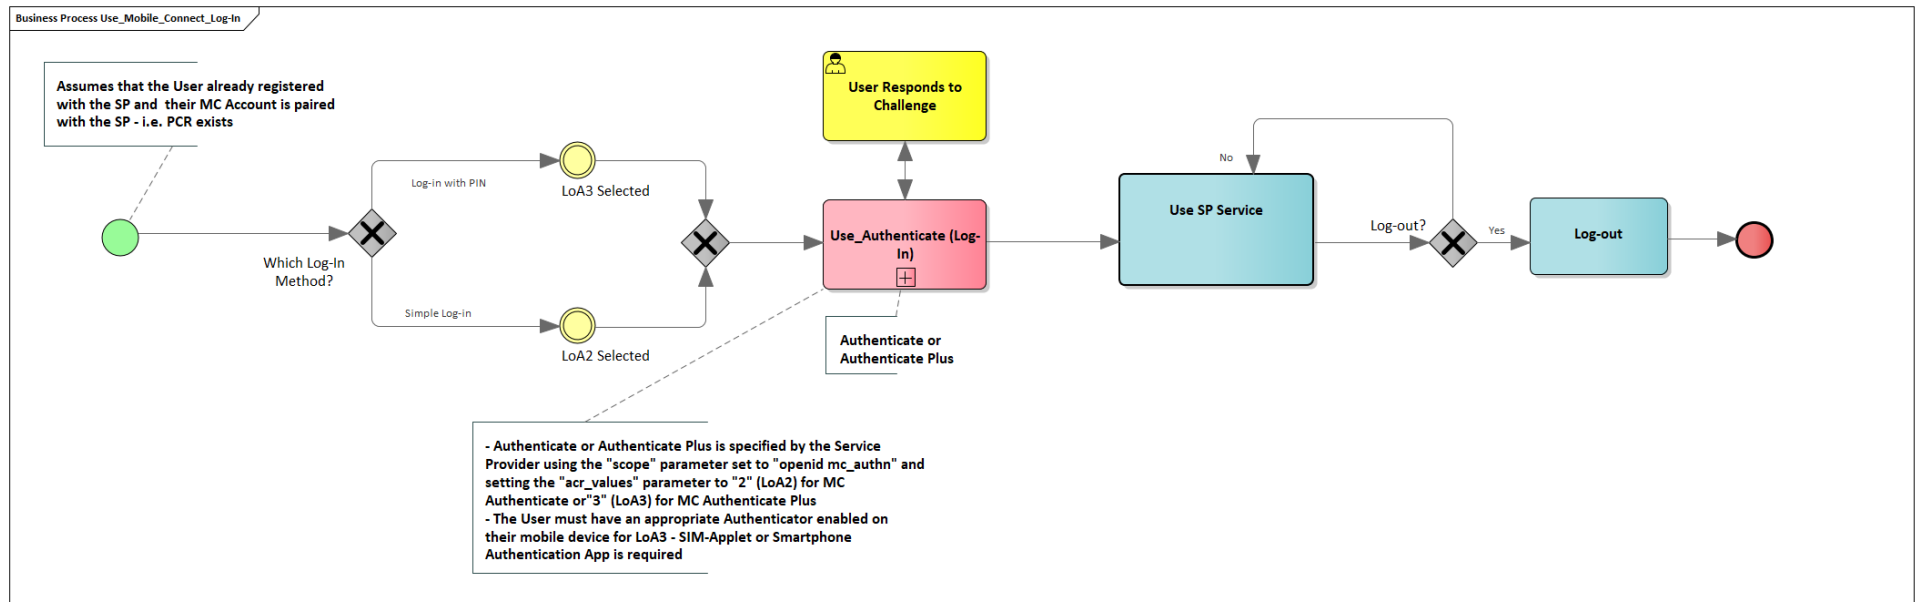 Business Process Use_Mobile_Connect_Log-In
Assumes that the User already registered
with the SP and  their MC Account is paired
with the SP - i.e. PCR exists
Which Log-In
Method?
Log-in with PIN
LoA3 Selected
Simple Log-in
LoA2 Selected
User Responds to
Challenge
Use_Authenticate (Log-
In)
Authenticate or
Authenticate Plus
- Authenticate or Authenticate Plus is specified by the Service
Provider using the "scope" parameter set to "openid mc_authn" and
setting the "acr_values" parameter to "2" (LoA2) for MC
Authenticate or"3" (LoA3) for MC Authenticate Plus
- The User must have an appropriate Authenticator enabled on
their mobile device for LoA3 - SIM-Applet or Smartphone
Authentication App is required
Use SP Service
No
Log-out?
Yes
Log-out